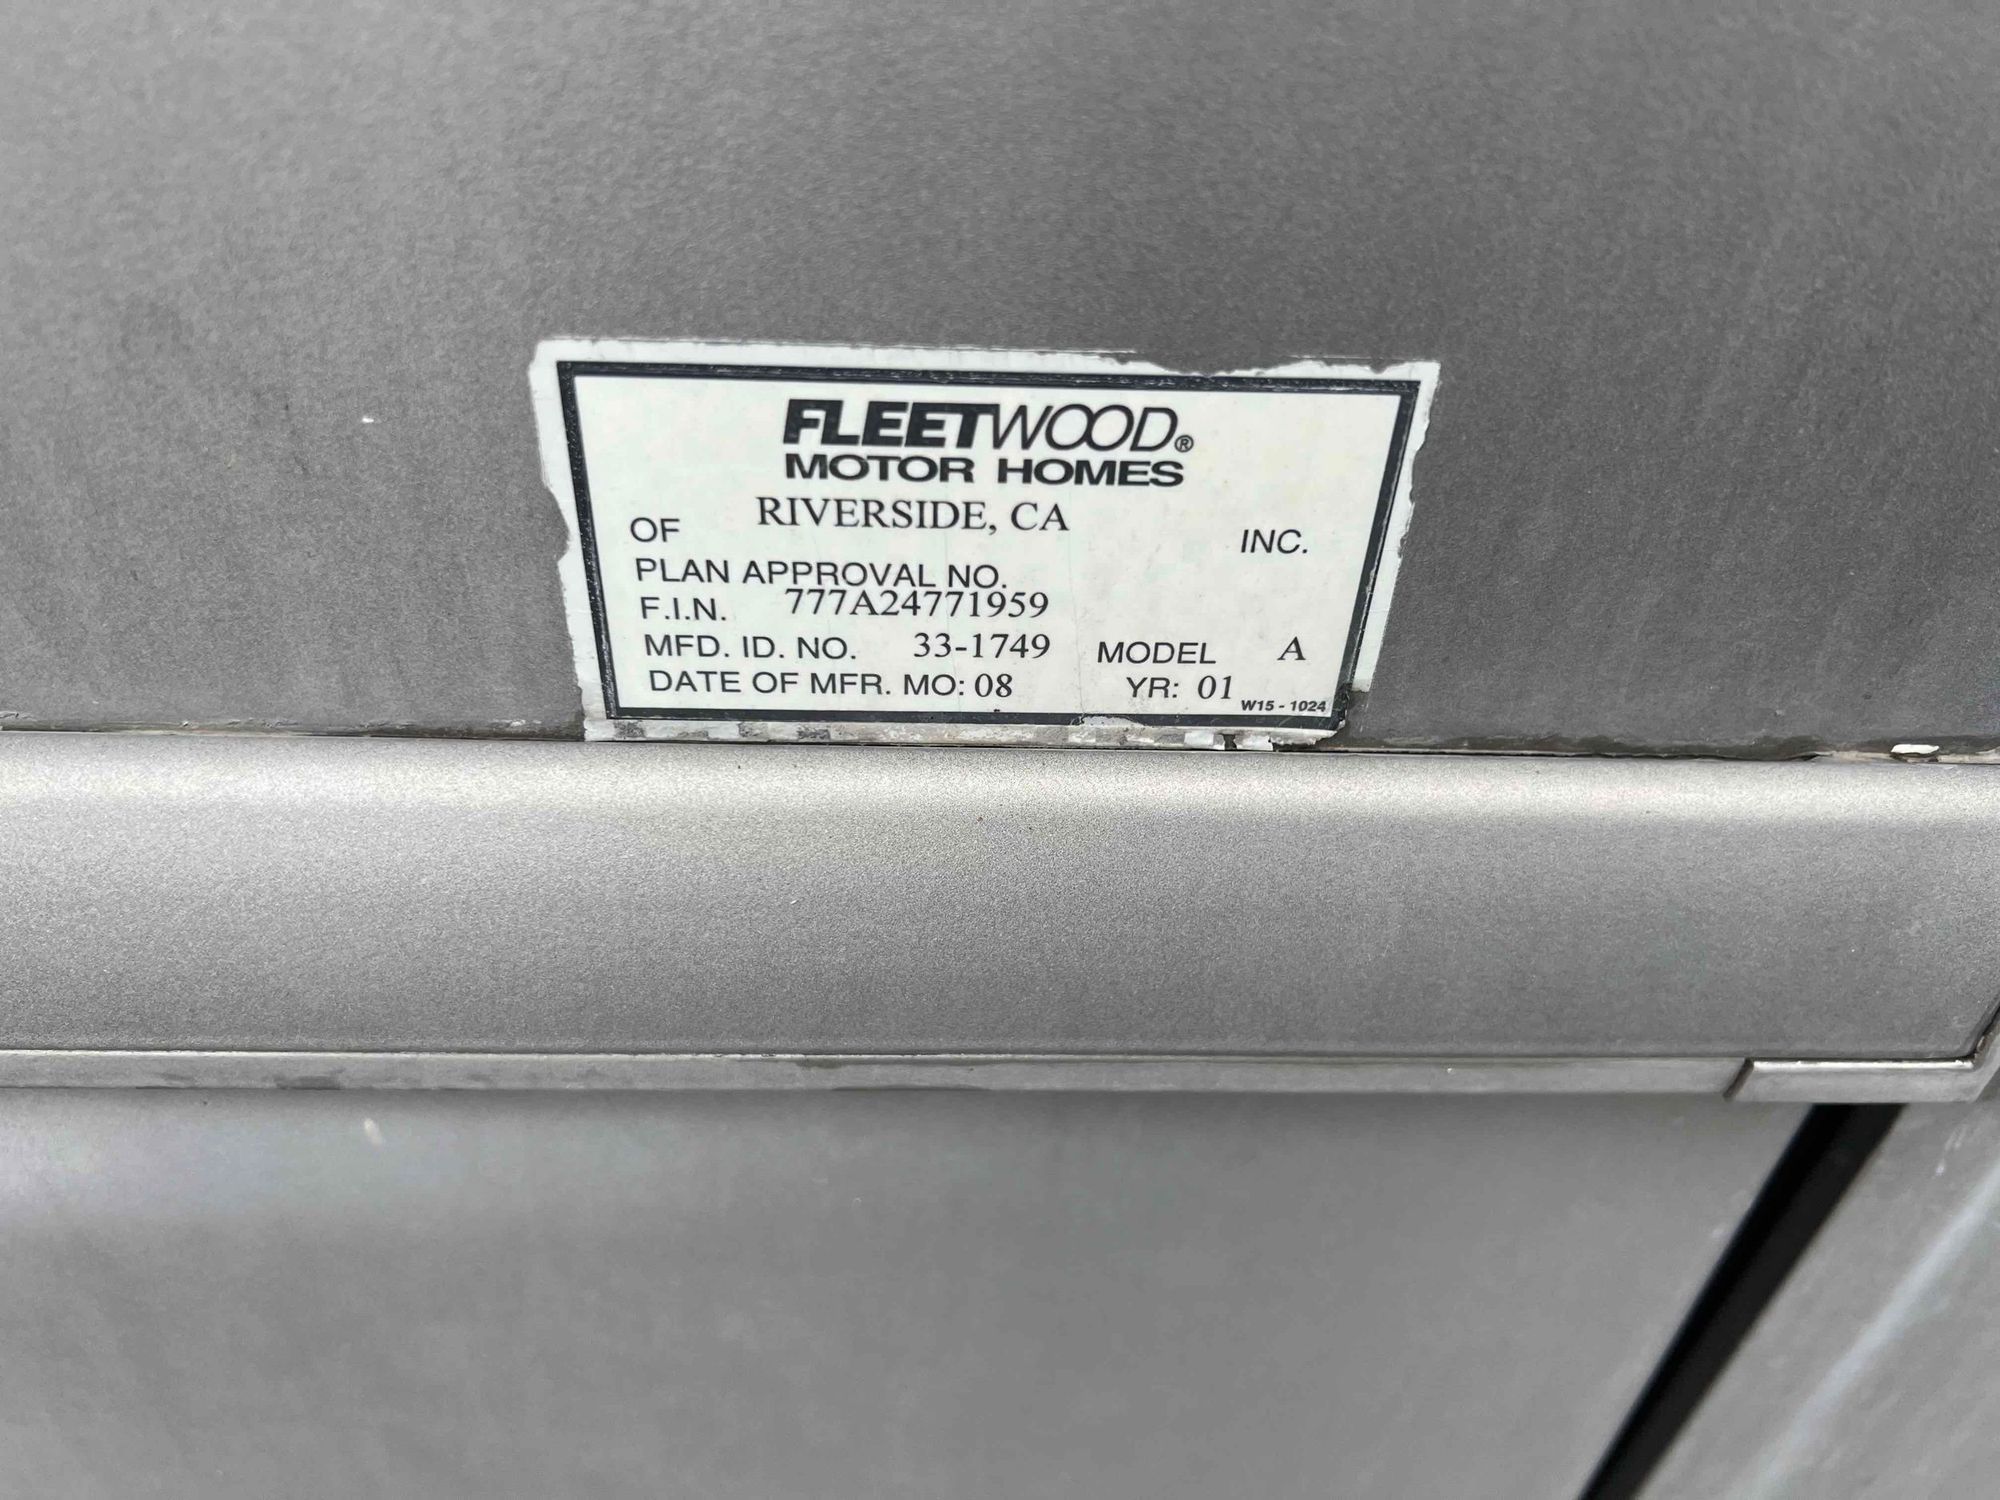 FLEETWOOD®
MOTOR HOMES
OF RIVERSIDE, CA INC.
PLAN APPROVAL NO.
F.I.N. 777A24771959
MFD. ID. NO. 33-1749 MODEL A
DATE OF MFR. MO: 08 YR: 01 W15 - 1024